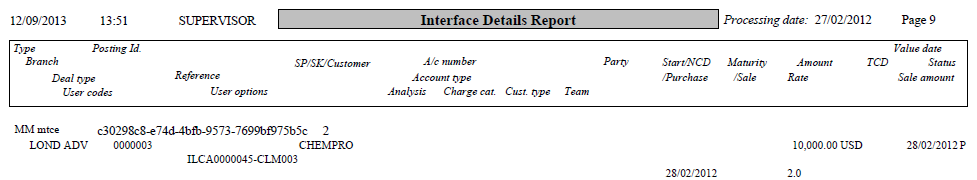 12/09/2013 13:51 SUPERVISOR Interface Details Report Processing date: 27/02/2012 Page 9
Type Posting Id. Value date
Branch SP/SK/Customer A/c number Party Start/NCD Maturity Amount TCD Status
Deal type Reference Account type /Purchase /Sale Rate Sale amount
User codes User options Analysis Charge cat. Cust. type Team
MM mtce c30298c8-e74d-4bfb-9573-7699bf975b5c 2
LOND ADV 0000003 CHEMPRO 10,000.00 USD 28/02/2012 P
ILCA0000045-CLM003
28/02/2012 2.0